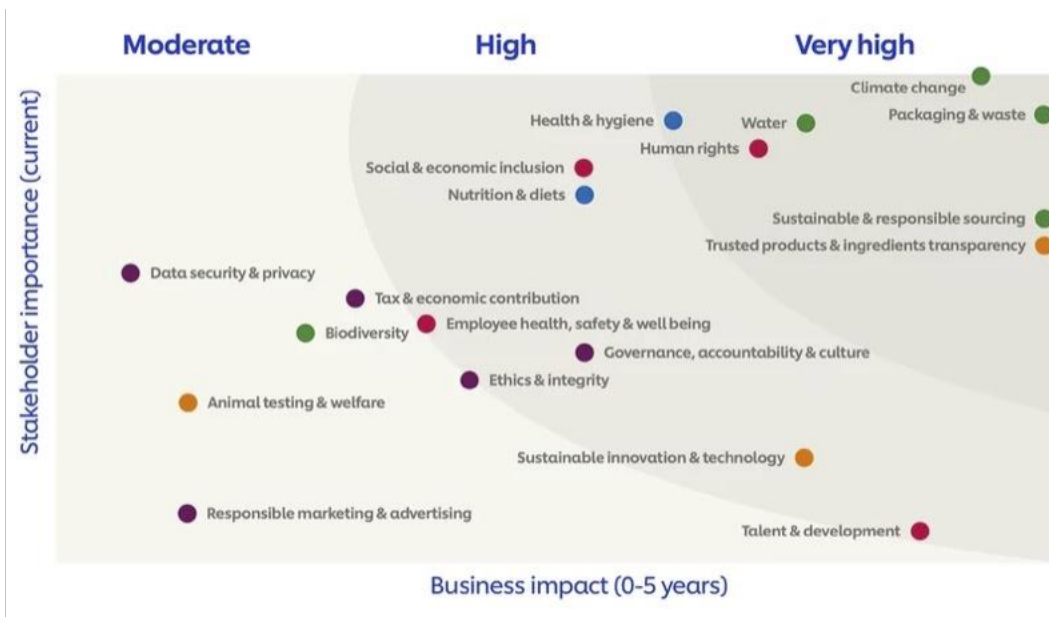 Moderate
High
Very high
Stakeholder importance (current)
Climate change
Packaging & waste
Health & hygiene
Water
Human rights
Social & economic inclusion
Nutrition & diets
Sustainable & responsible sourcing
Trusted products & ingredients transparency
Data security & privacy
Tax & economic contribution
Employee health, safety & well being
Biodiversity
Governance, accountability & culture
Ethics & integrity
Animal testing & welfare
Sustainable innovation & technology
Responsible marketing & advertising
Talent & development
Business impact (0-5 years)